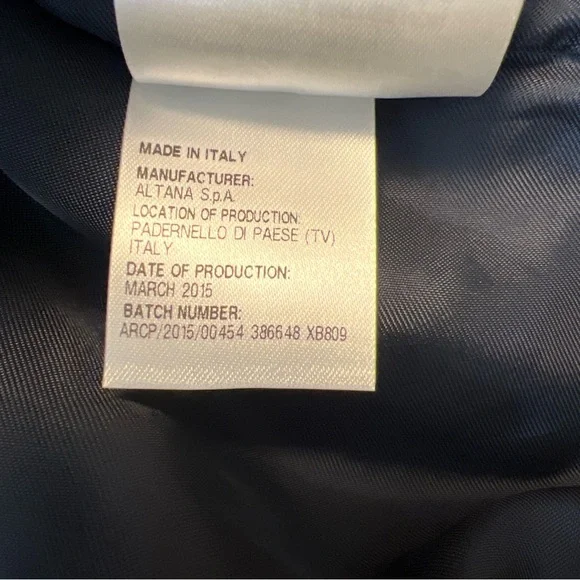 MADE IN ITALY
MANUFACTURER:
ALTANA S.p.A.
LOCATION OF PRODUCTION:
PADERNELLO DI PAESE (TV)
ITALY
DATE OF PRODUCTION:
MARCH 2015
BATCH NUMBER:
ARCP/2015/00454 386648 XB809